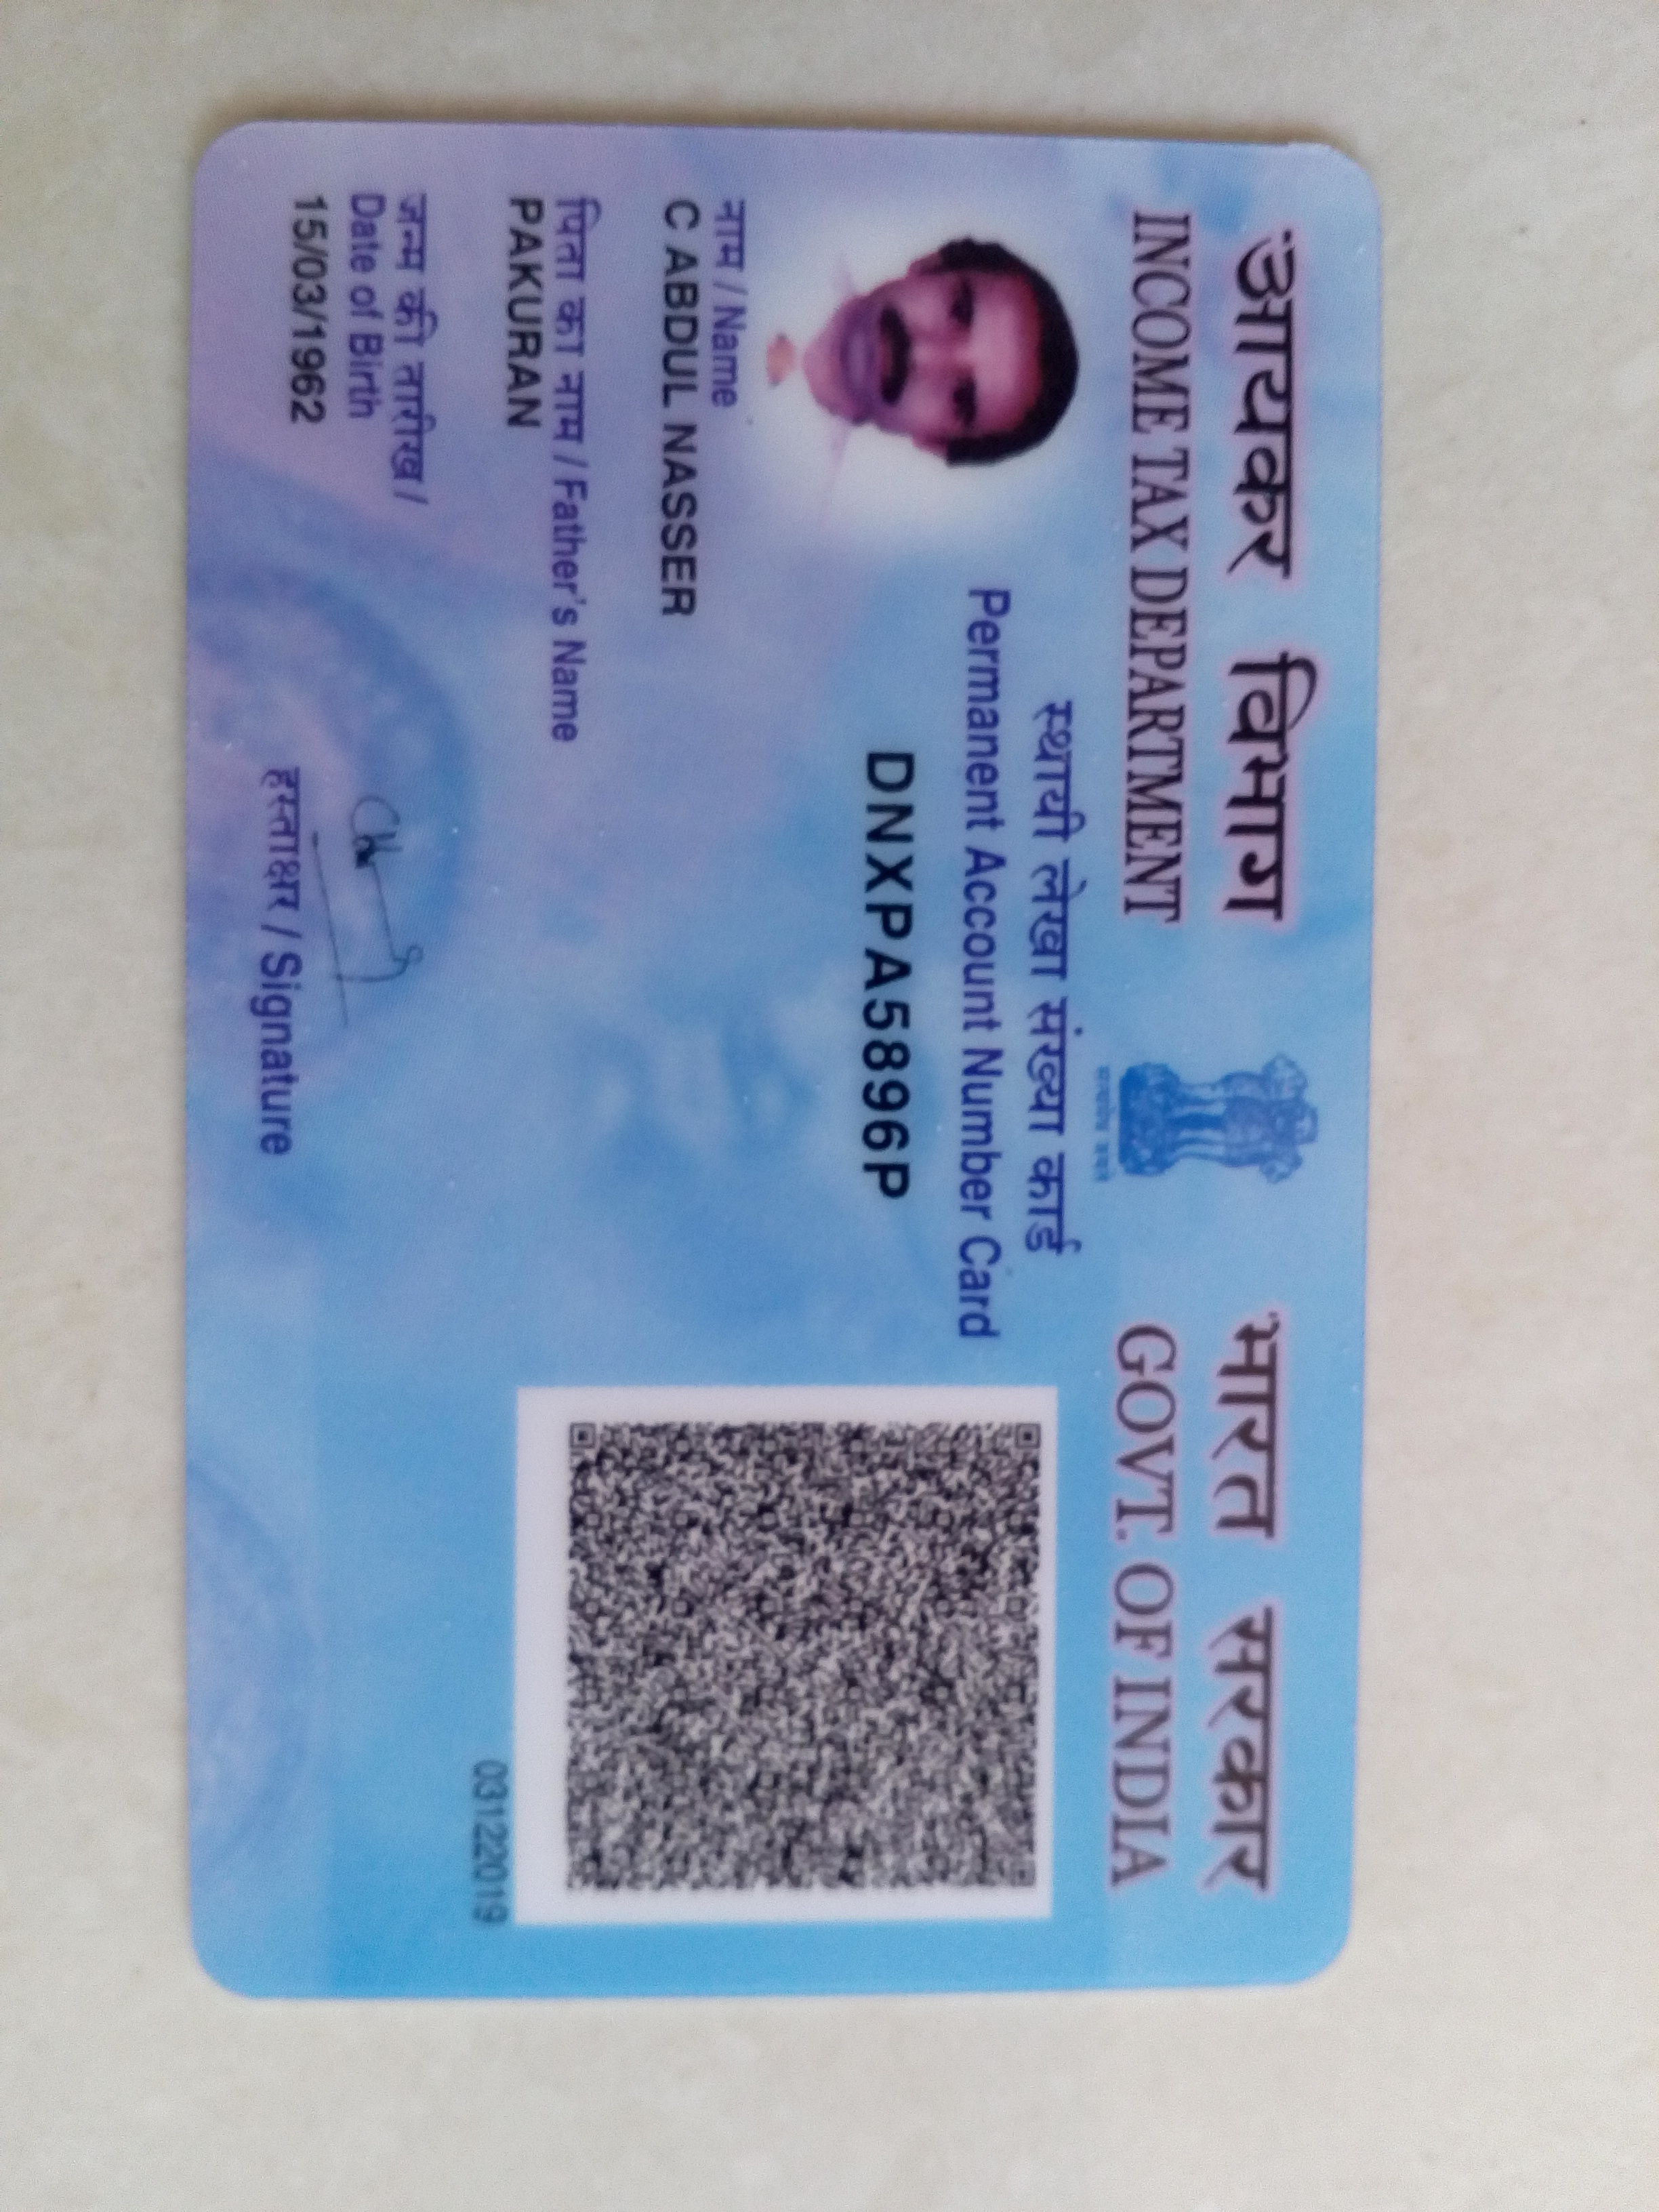 आयकर विभाग
INCOME TAX DEPARTMENT
भारत सरकार
GOVT. OF INDIA
स्थायी लेखा संख्या कार्ड
Permanent Account Number Card
DNXPA5896P
नाम / Name
C ABDUL NASSER
पिता का नाम / Father's Name
PAKURAN
जन्म की तारीख /
Date of Birth
15/03/1962
हस्ताक्षर / Signature
03122019